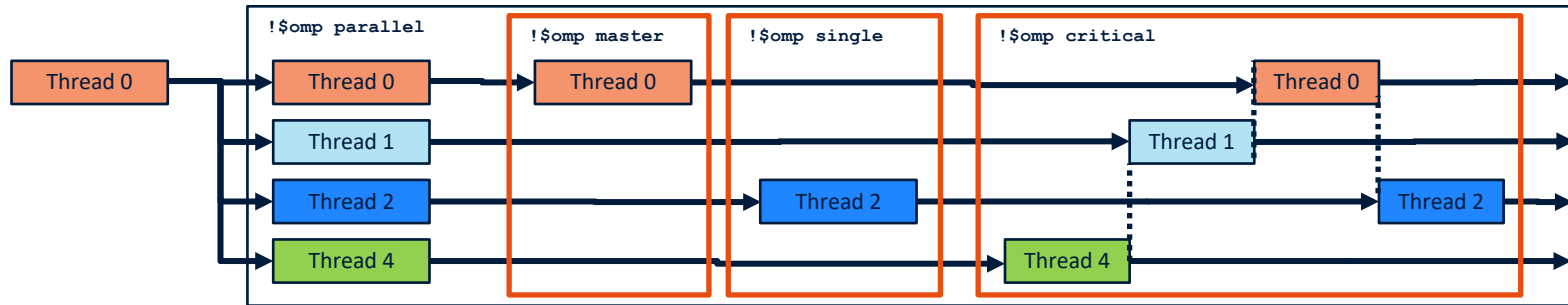 !$omp parallel
!$omp master
!$omp single
!$omp critical
Thread 0
Thread 0
Thread 0
Thread 0
Thread 1
Thread 1
Thread 2
Thread 2
Thread 2
Thread 4
Thread 4